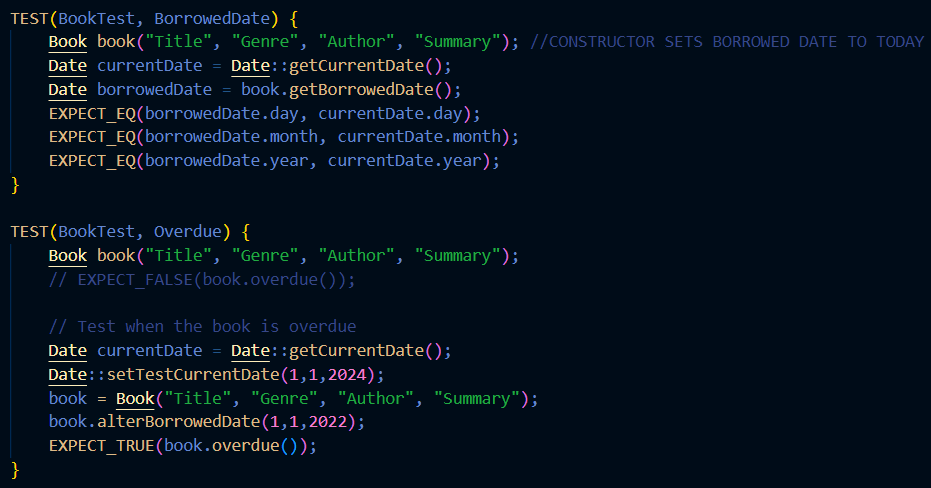 TEST(BookTest, BorrowedDate) {
    Book book("Title", "Genre", "Author", "Summary"); //CONSTRUCTOR SETS BORROWED DATE TO TODAY
    Date currentDate = Date::getCurrentDate();
    Date borrowedDate = book.getBorrowedDate();
    EXPECT_EQ(borrowedDate.day, currentDate.day);
    EXPECT_EQ(borrowedDate.month, currentDate.month);
    EXPECT_EQ(borrowedDate.year, currentDate.year);
}

TEST(BookTest, Overdue) {
    Book book("Title", "Genre", "Author", "Summary");
    // EXPECT_FALSE(book.overdue());

    // Test when the book is overdue
    Date currentDate = Date::getCurrentDate();
    Date::setTestCurrentDate(1,1,2024);
    book = Book("Title", "Genre", "Author", "Summary");
    book.alterBorrowedDate(1,1,2022);
    EXPECT_TRUE(book.overdue());
}